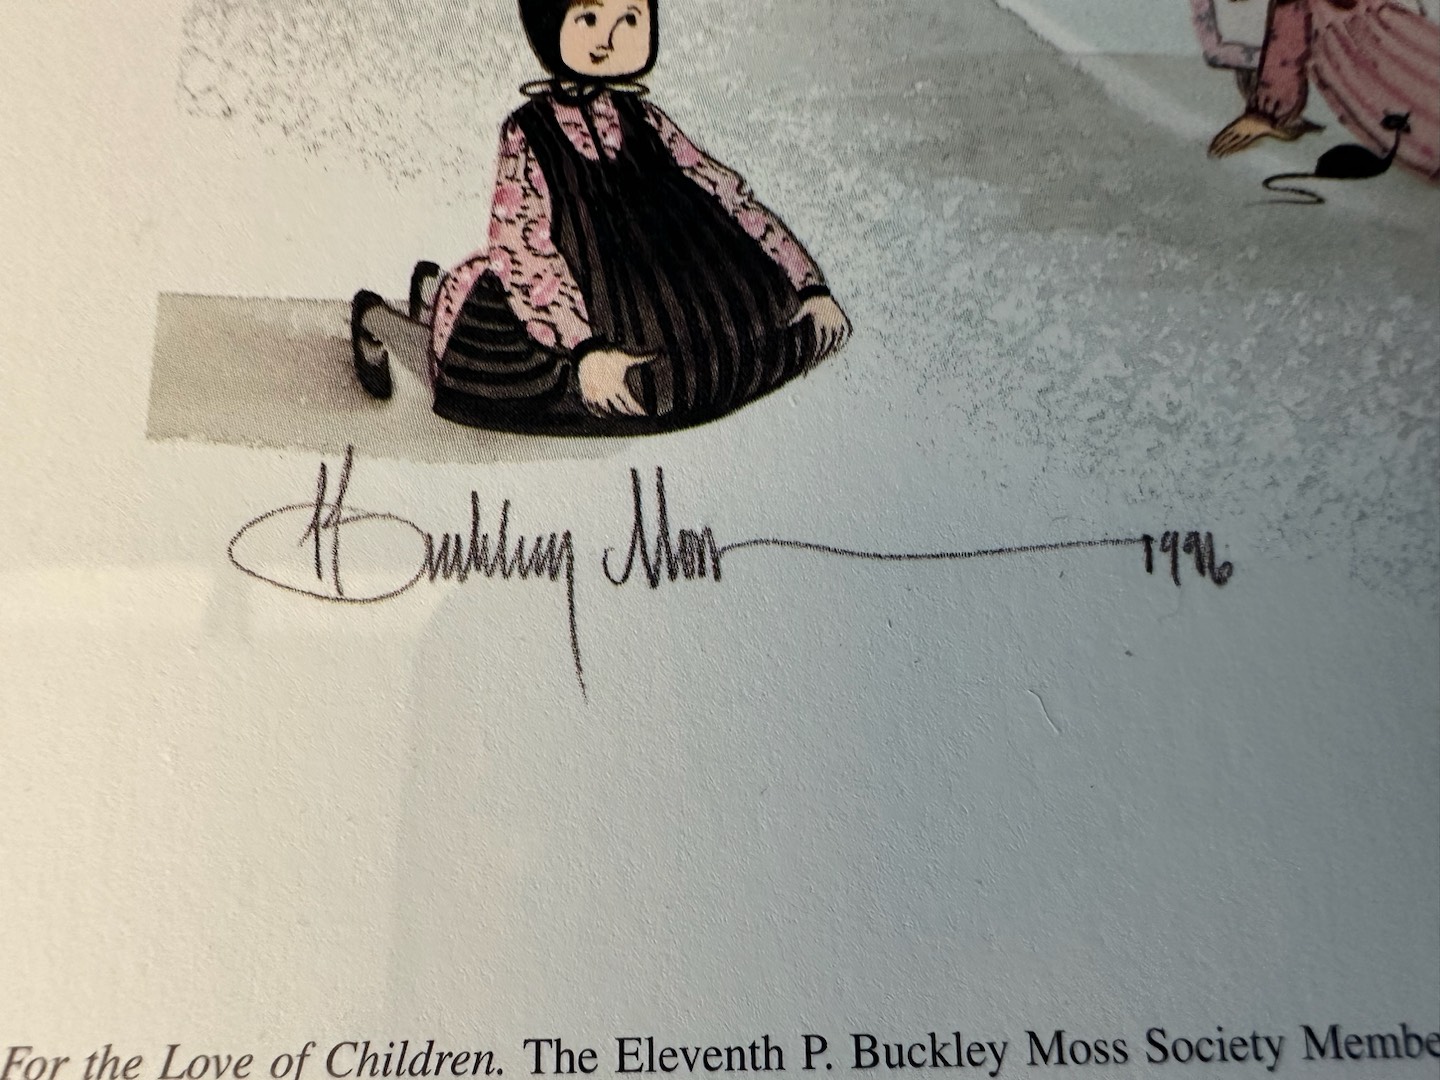 P Buckley Moss 1996
For the Love of Children. The Eleventh P. Buckley Moss Society Membe